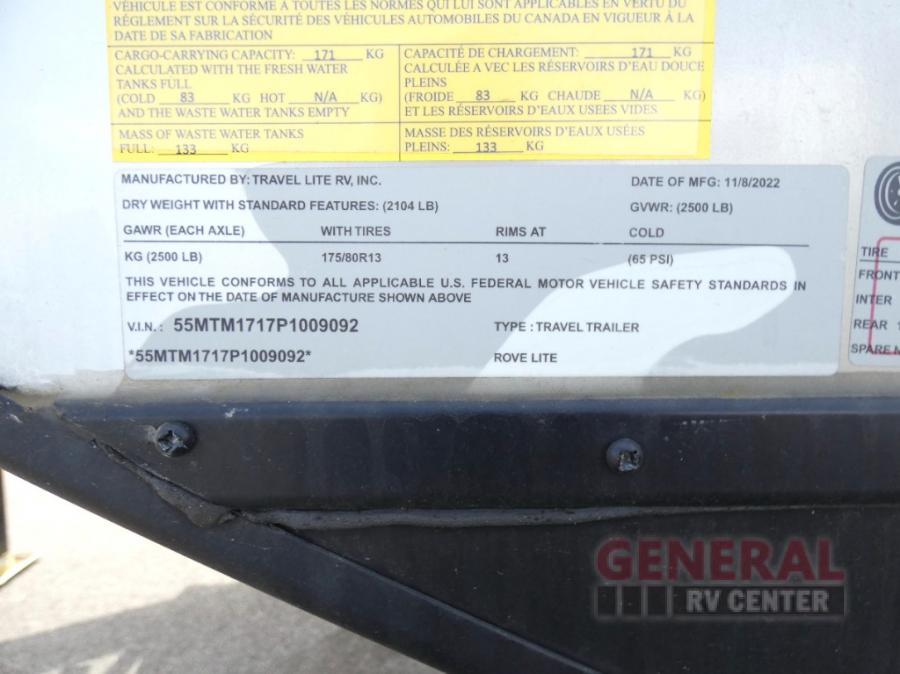 VÉHICULE EST CONFORME A TOUTES LES NORMES QUI LUI SONT APPLICABLES EN VERTU DU
RÉGLEMENT SUR LA SÉCURITÉ DES VÉHICULES AUTOMOBILES DU CANADA EN VIGUEUR A LA
DATE DE SA FABRICATION
CARGO-CARRYING CAPACITY: 171 KG
CALCULATED WITH THE FRESH WATER
TANKS FULL
(COLD 83 KG HOT N/A KG)
AND THE WASTE WATER TANKS EMPTY
MASS OF WASTE WATER TANKS
FULL: 133 KG
CAPACITÉ DE CHARGEMENT: 171 KG
CALCULÉE A VEC LES RÉSERVOIRS D'EAU DOUCE
PLEINS
(FROIDE 83 KG CHAUDE N/A KG)
ET LES RÉSERVOIRS D'EAUX USEES VIDES.
MASSE DES RÉSERVOIRS D'EAUX USÉES
PLEINS: 133 KG
MANUFACTURED BY: TRAVEL LITE RV, INC. DATE OF MFG: 11/8/2022
DRY WEIGHT WITH STANDARD FEATURES: (2104 LB) GVWR: (2500 LB)
GAWR (EACH AXLE) WITH TIRES RIMS AT COLD
KG (2500 LB) 175/80R13 13 (65 PSI)
THIS VEHICLE CONFORMS TO ALL APPLICABLE U.S. FEDERAL MOTOR VEHICLE SAFETY STANDARDS IN
EFFECT ON THE DATE OF MANUFACTURE SHOWN ABOVE
V.I.N.: 55MTM1717P1009092 TYPE: TRAVEL TRAILER
*55MTM1717P1009092* ROVE LITE
TIRE
FRONT
INTER
REAR 1
SPARE
GENERAL
RV CENTER